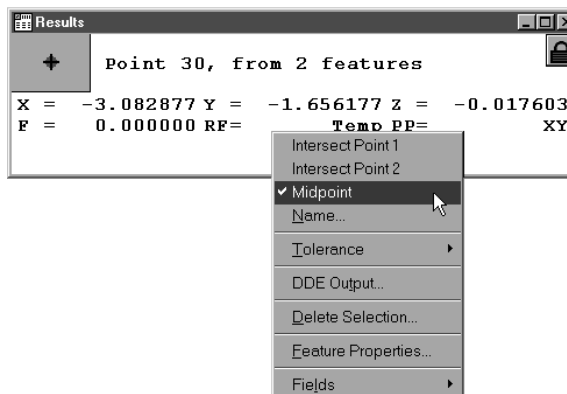 Results
Point 30, from 2 features
X = -3.082877 Y = -1.656177 Z = -0.017603
F = 0.000000 RF= Temp PP= XY
Intersect Point 1
Intersect Point 2
Midpoint
Name...
Tolerance
DDE Output...
Delete Selection...
Feature Properties...
Fields